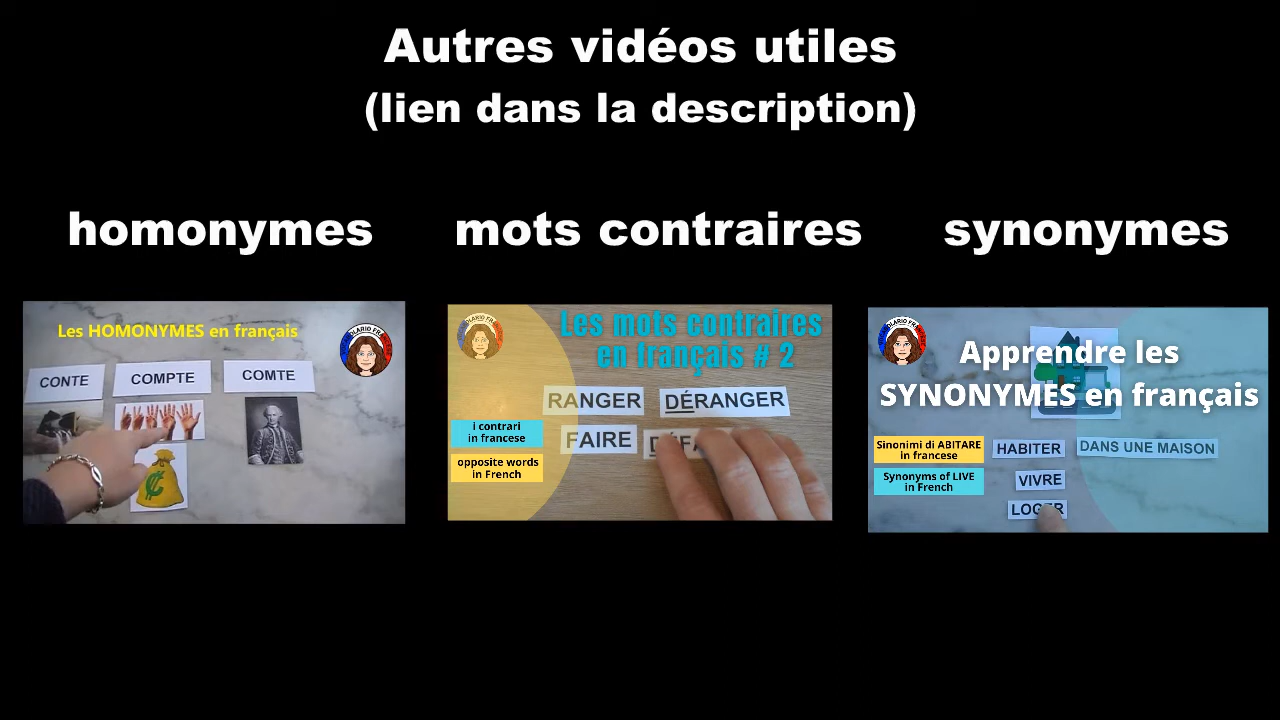 Autres vidéos utiles
(lien dans la description)
homonymes
mots contraires
synonymes
Les HOMONYMES en français
CONTE
COMPTE
COMTE
Les mots contraires
en français # 2
RANGER
DÉRANGER
FAIRE
i contrari
in francese
opposite words
in French
Apprendre les
SYNONYMES en français
Sinonimi di ABITARE
in francese
Synonyms of LIVE
in French
HABITER
DANS UNE MAISON
VIVRE
LOGER